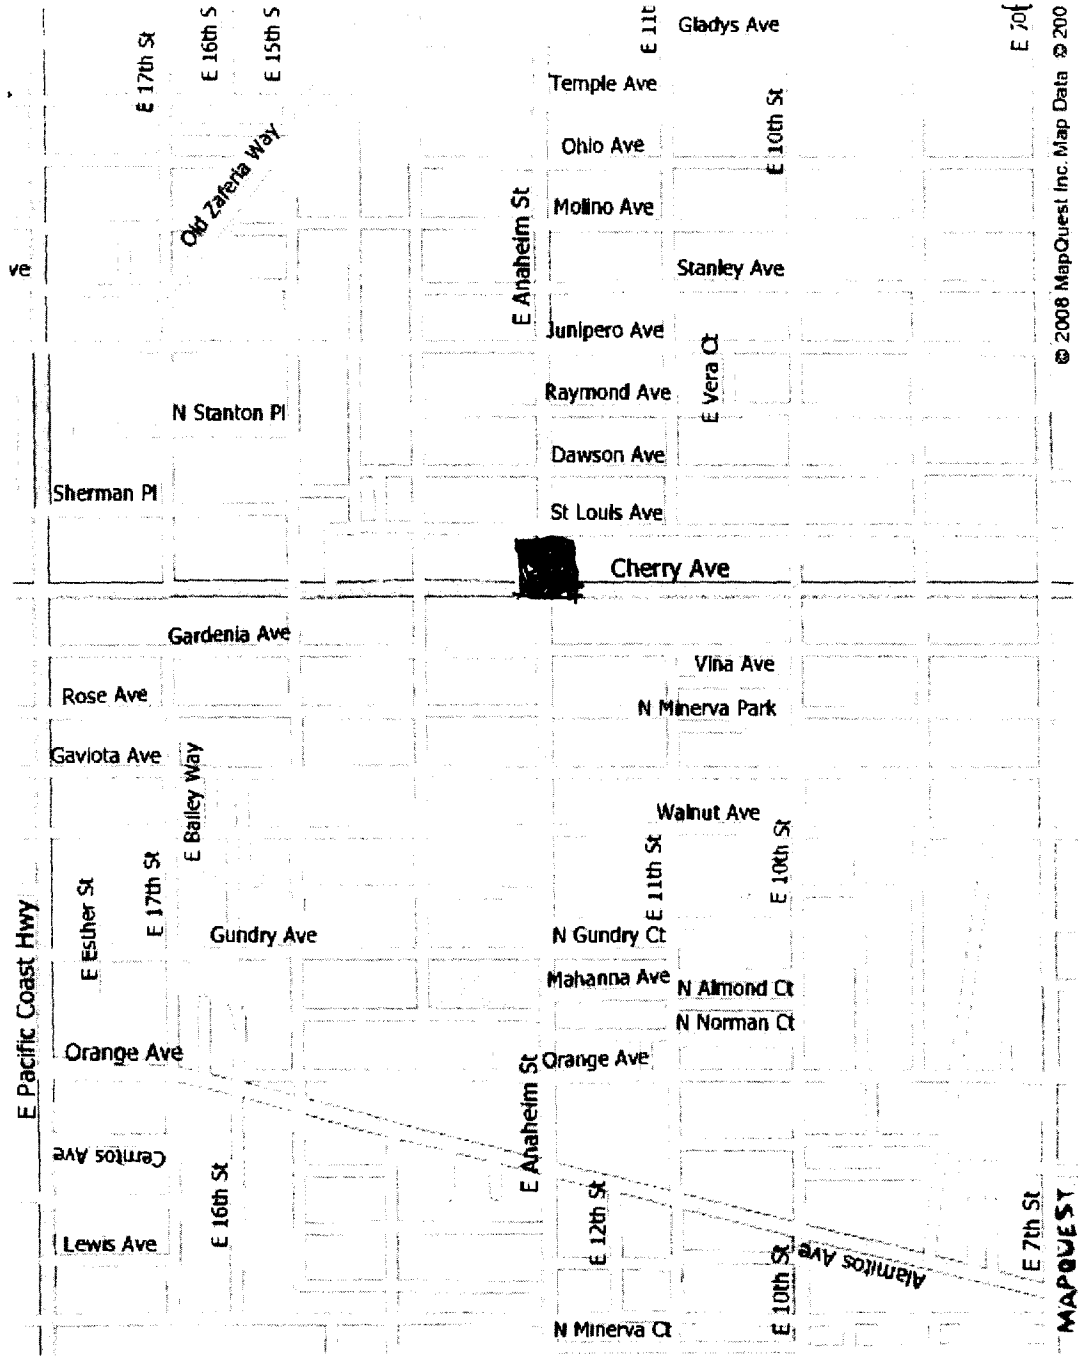 E 17th St
E 16th S
E 15th S
E 11t
Gladys Ave
Temple Ave
E 10th St
Ohio Ave
Old Zaferia Way
Molino Ave
E Anaheim St
ve
Stanley Ave
Junipero Ave
E Vera Ct
Raymond Ave
N Stanton Pl
Dawson Ave
Sherman Pl
St Louis Ave
Cherry Ave
Gardenia Ave
Vina Ave
Rose Ave
N Minerva Park
Gaviota Ave
E Bailey Way
Walnut Ave
E 17th St
E Esther St
E 11th St
E 10th St
E Pacific Coast Hwy
Gundry Ave
N Gundry Ct
Mahanna Ave
N Almond Ct
N Norman Ct
Orange Ave
Orange Ave
E Anaheim St
Cerritos Ave
E 16th St
E 12th St
Lewis Ave
E 10th St
Alamitos Ave
E 7th St
N Minerva Ct
MAPQUEST
© 2008 MapQuest Inc. Map Data © 200